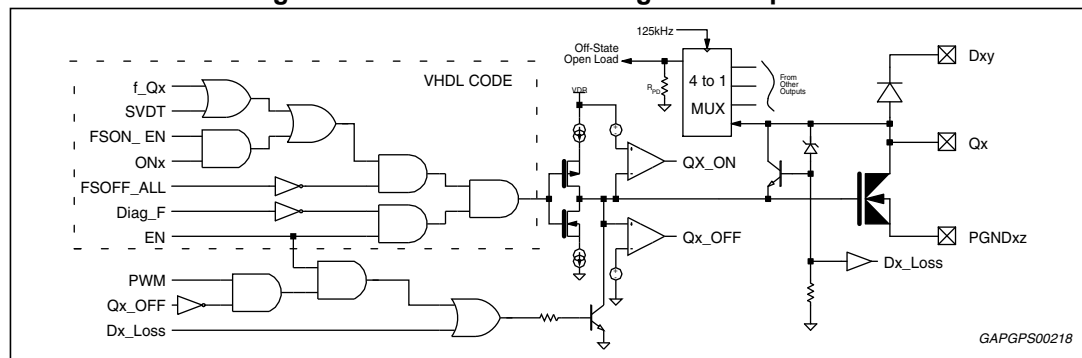 f_Qx
SVDT
FSON_ EN
ONx
FSOFF_ALL
Diag_F
EN
PWM
Qx_OFF
Dx_Loss
VHDL CODE
Off-State
Open Load
125kHz
RPD
4 to 1
MUX
From
Other
Outputs
VDB
QX_ON
Qx_OFF
Dxy
Qx
PGNDxz
Dx_Loss
GAPGPS00218